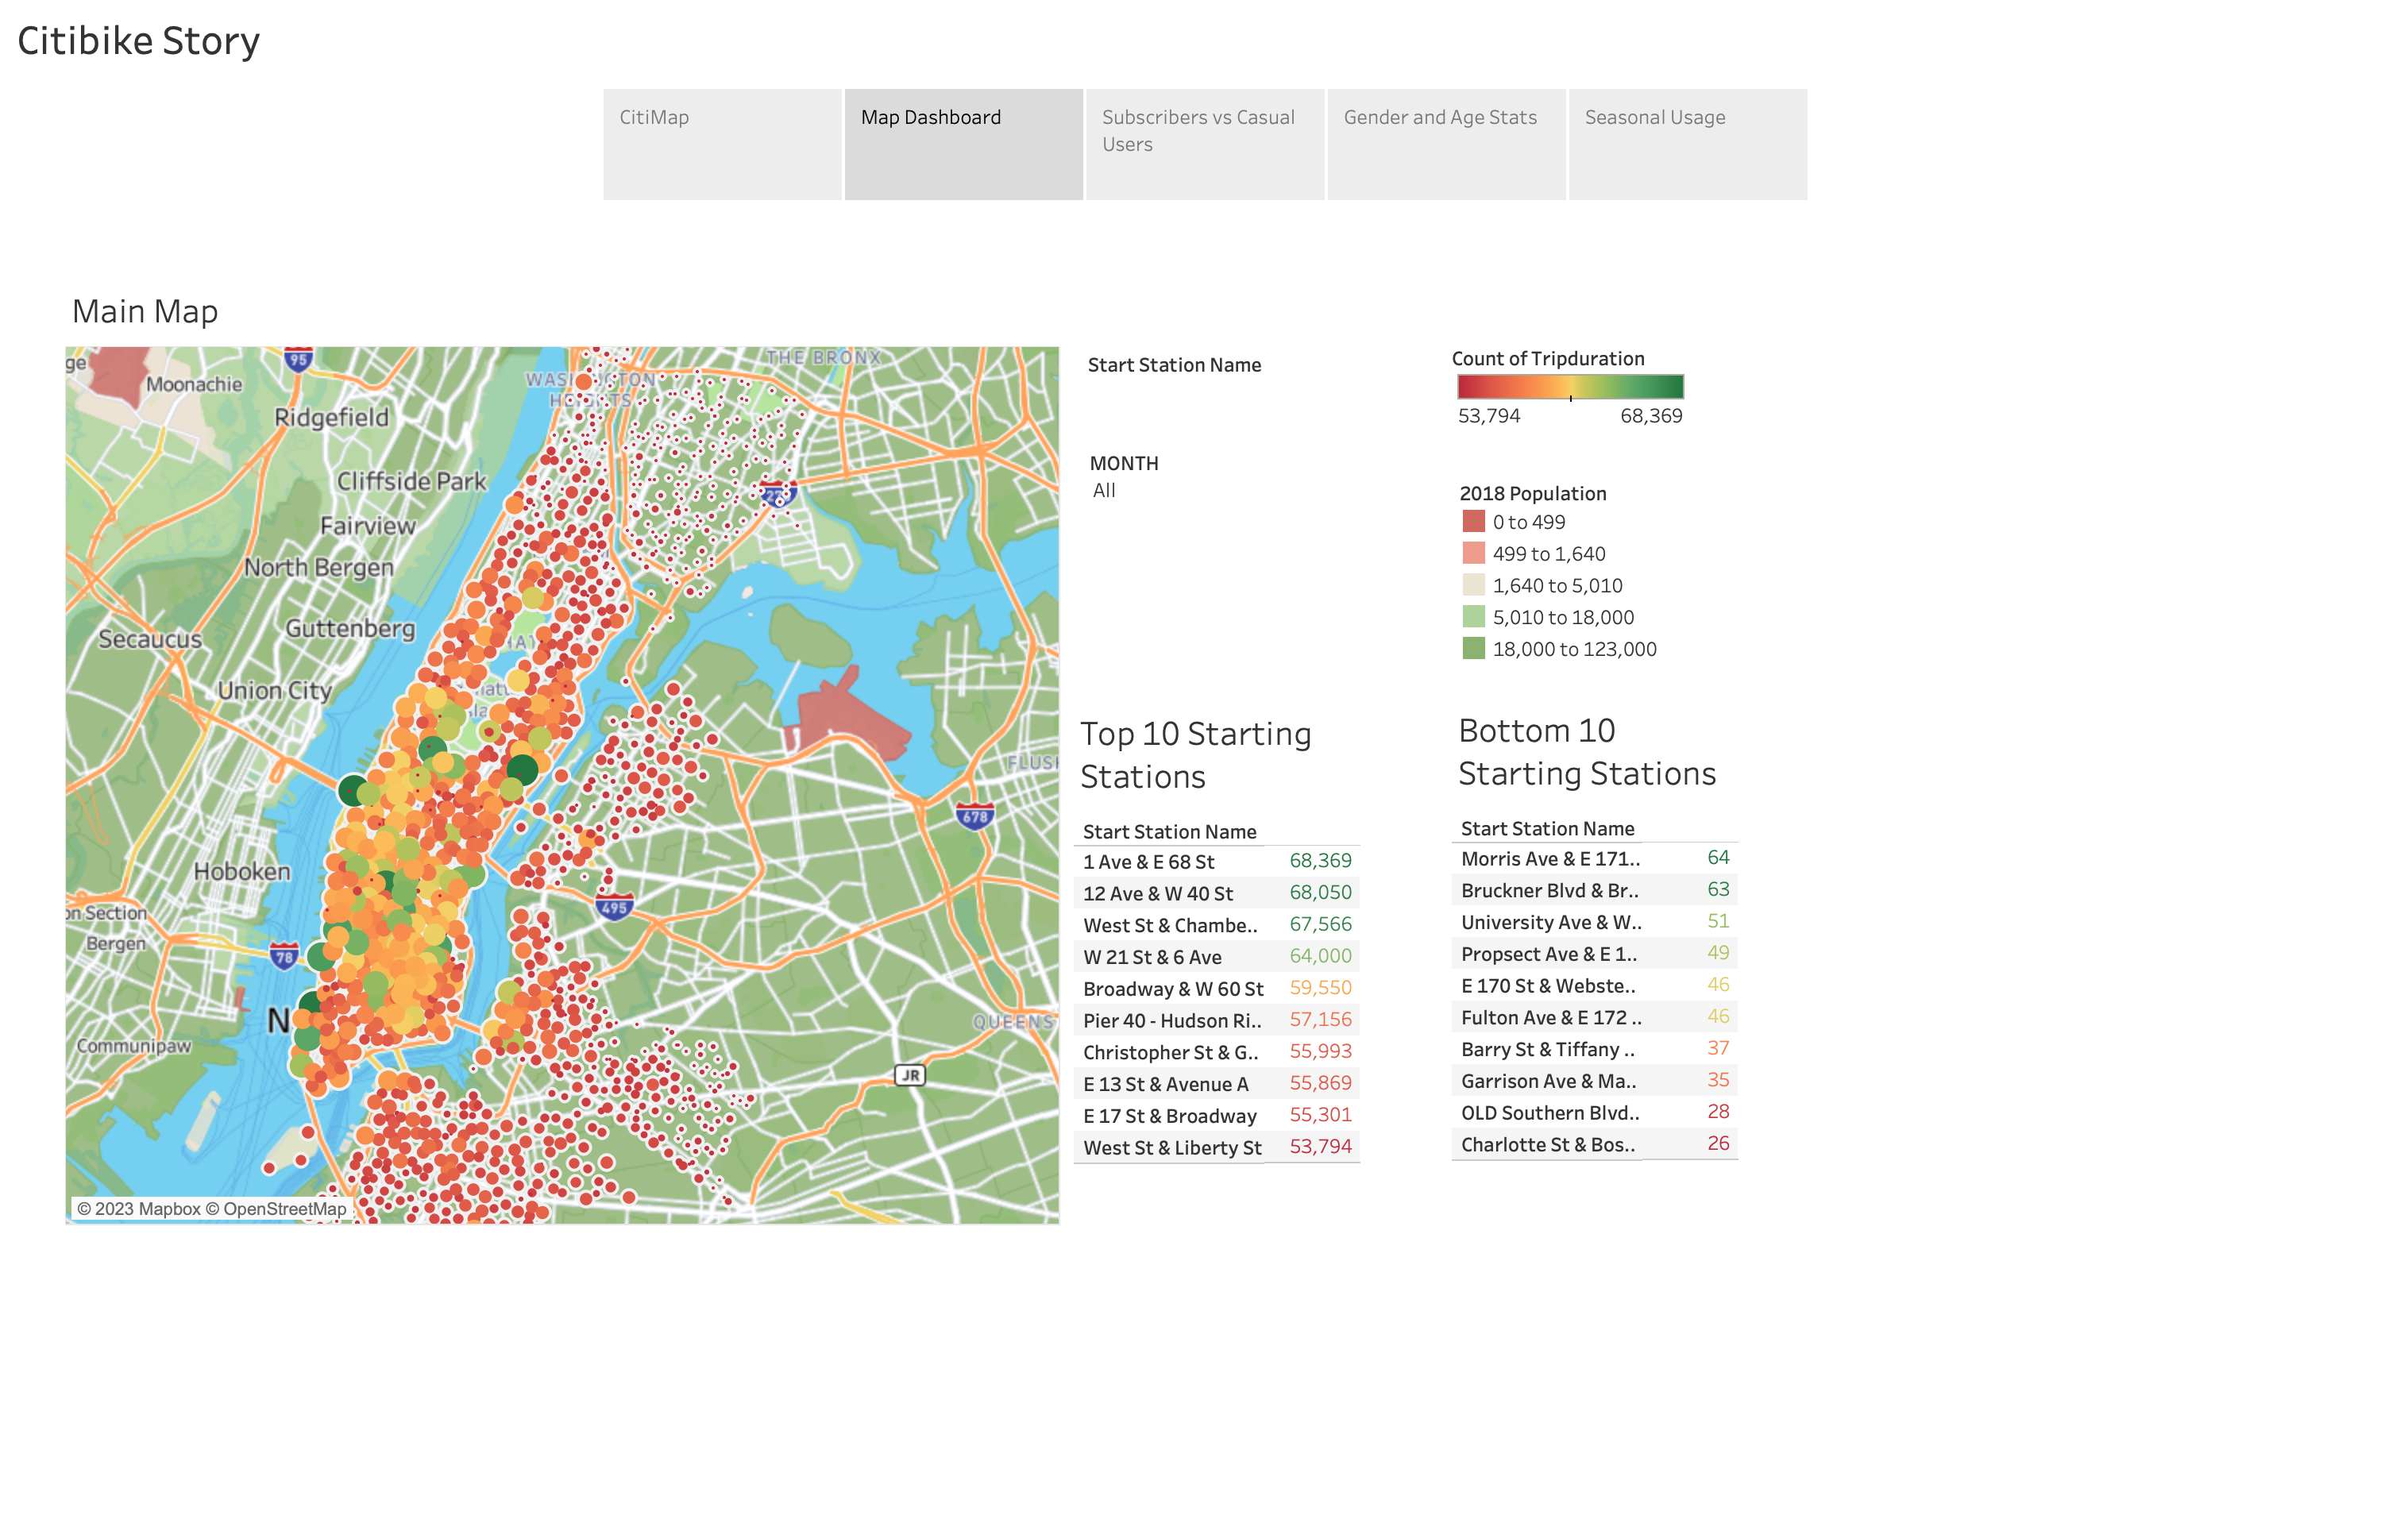 Citibike Story
CitiMap
Map Dashboard
Subscribers vs Casual
Users
Gender and Age Stats
Seasonal Usage
Main Map
95
THE BRONX
Moonachie
Ridgefield
Cliffside Park
Fairview
North Bergen
Guttenberg
Secaucus
Union City
Hoboken
on Section
Bergen
78
495
678
N
QUEENS
Communipaw
JR
© 2023 Mapbox © OpenStreetMap
Start Station Name
MONTH
All
Count of Tripduration
53,794 68,369
2018 Population
0 to 499
499 to 1,640
1,640 to 5,010
5,010 to 18,000
18,000 to 123,000
Top 10 Starting
Stations
Start Station Name
1 Ave & E 68 St 68,369
12 Ave & W 40 St 68,050
West St & Chambe.. 67,566
W 21 St & 6 Ave 64,000
Broadway & W 60 St 59,550
Pier 40 - Hudson Ri.. 57,156
Christopher St & G.. 55,993
E 13 St & Avenue A 55,869
E 17 St & Broadway 55,301
West St & Liberty St 53,794
Bottom 10
Starting Stations
Start Station Name
Morris Ave & E 171.. 64
Bruckner Blvd & Br.. 63
University Ave & W.. 51
Propsect Ave & E 1.. 49
E 170 St & Webste.. 46
Fulton Ave & E 172 .. 46
Barry St & Tiffany .. 37
Garrison Ave & Ma.. 35
OLD Southern Blvd.. 28
Charlotte St & Bos.. 26